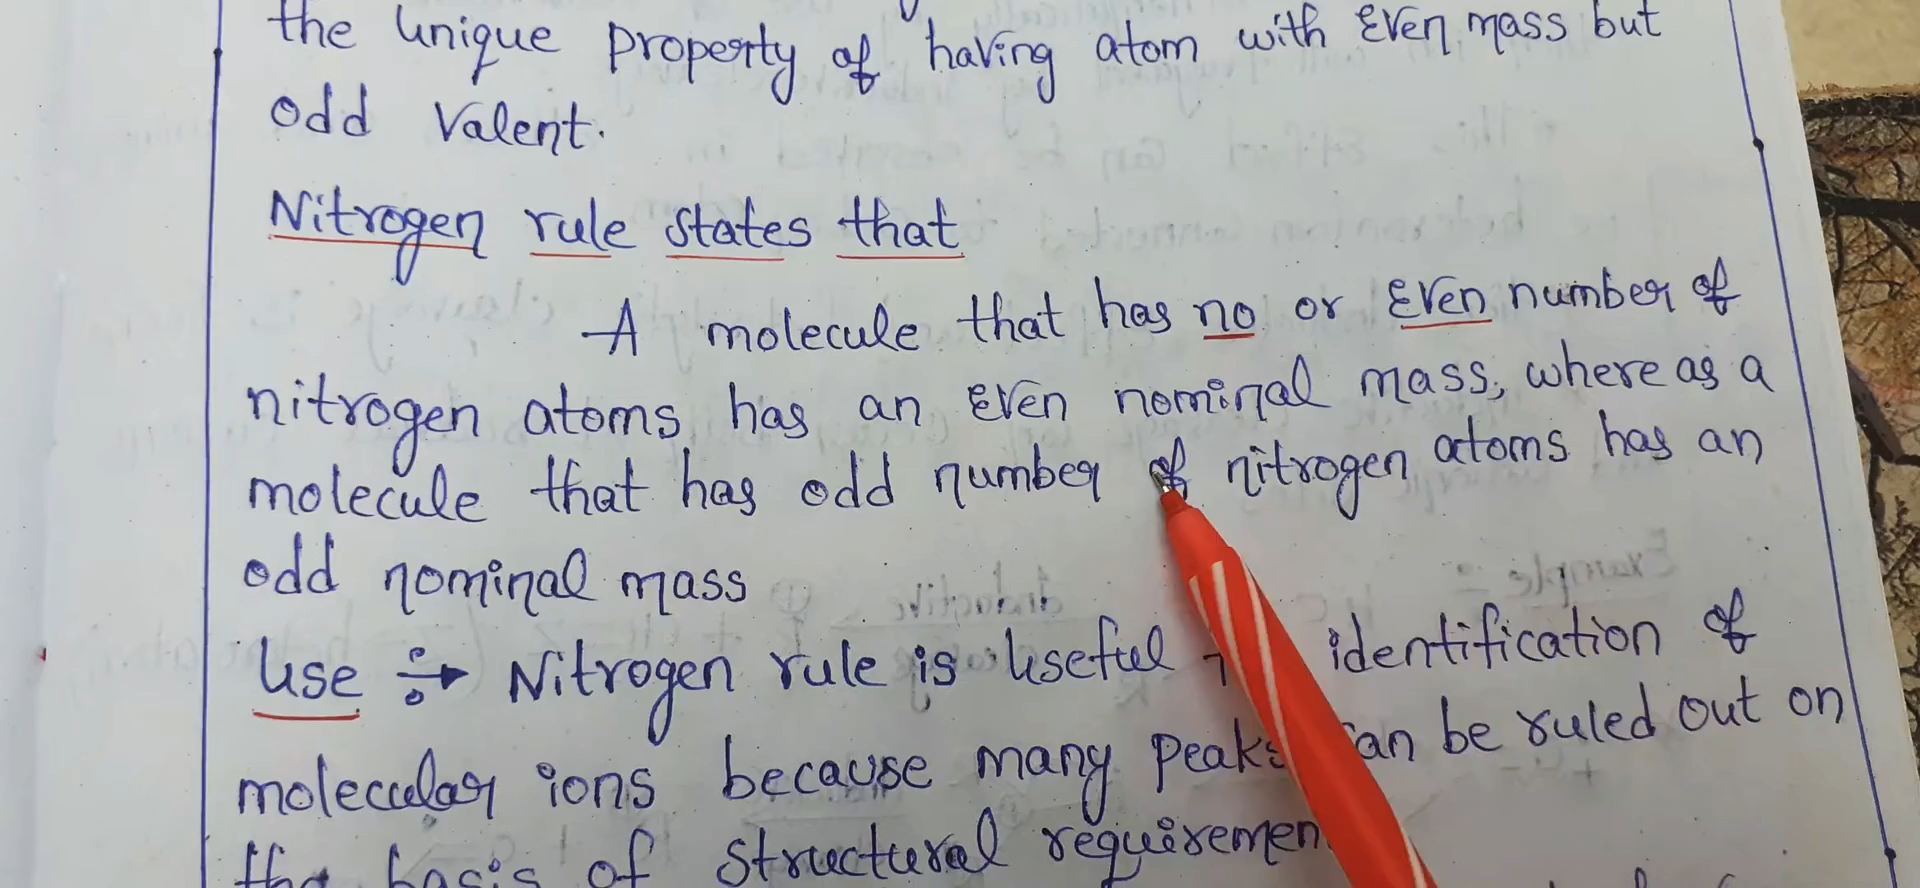 the unique property of having atom with even mass but
odd valent.
Nitrogen rule states that
A molecule that has no or even number of
nitrogen atoms has an even nominal mass, where as a
molecule that has odd number of nitrogen atoms has an
odd nominal mass
Use ÷→ Nitrogen rule is useful identification of
molecular ions because many peaks can be ruled out on
the basis of structural requiremen